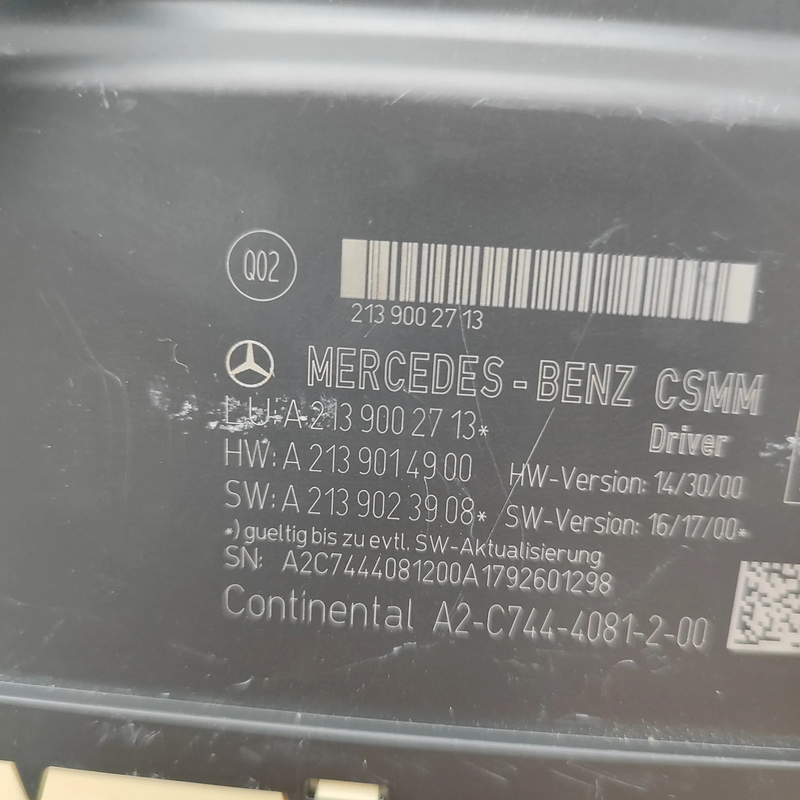 Q02
213 900 27 13
MERCEDES-BENZ CSMM
LU: A 213 900 27 13*
Driver
HW: A 213 901 49 00 HW-Version: 14/30/00
SW: A 213 902 39 08* SW-Version: 16/17/00*
*) gueltig bis zu evtl. SW-Aktualisierung
SN: A2C7444081200A1792601298
Continental A2-C744-4081-2-00